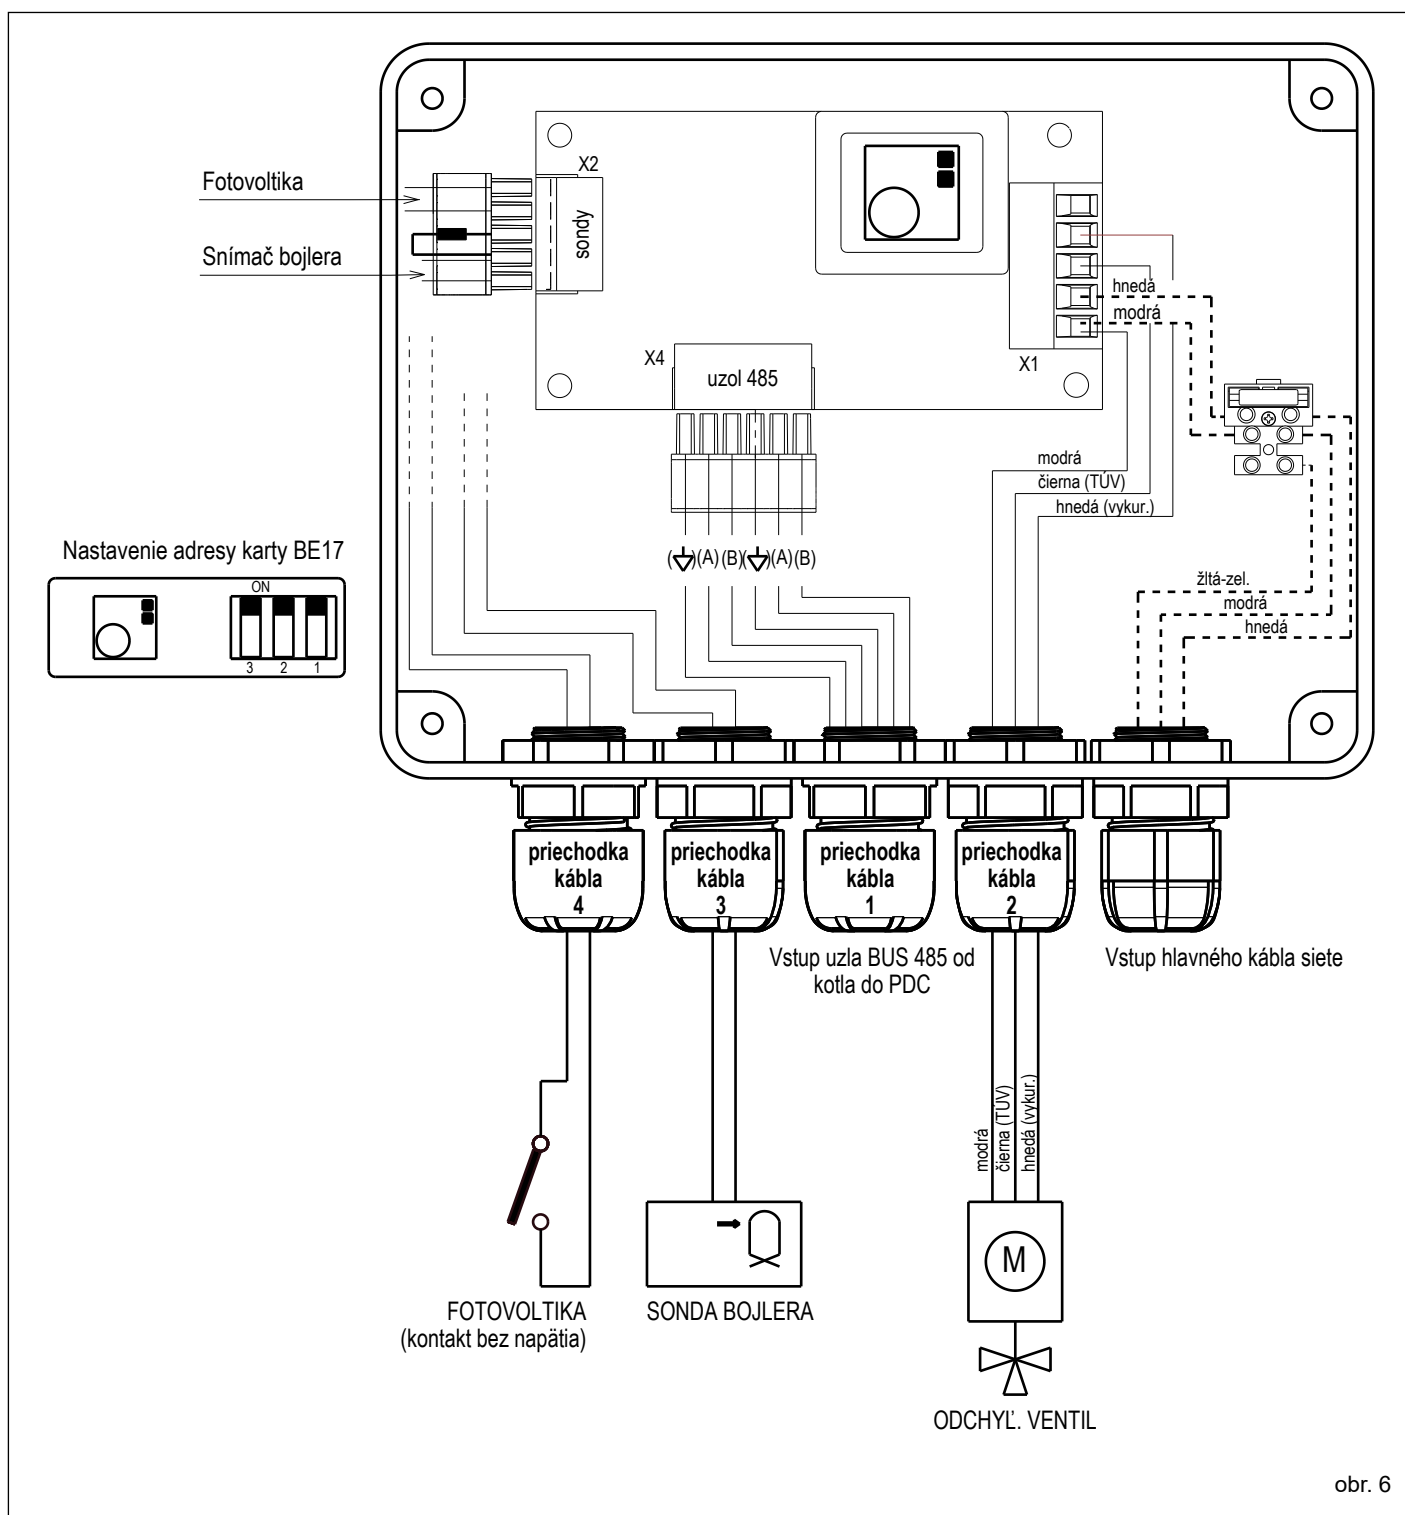 X2
Fotovoltika
sondy
Snímač bojlera
hnedá
modrá
X4
uzol 485
X1
modrá
čierna (TÚV)
hnedá (vykur.)
Nastavenie adresy karty BE17
ON
3 2 1
( )(A) (B)( )(A) (B)
žltá-zel.
modrá
hnedá
priechodka
kábla
4
priechodka
kábla
3
priechodka
kábla
1
priechodka
kábla
2
Vstup uzla BUS 485 od
kotla do PDC
Vstup hlavného kábla siete
modrá
čierna (TÚV)
hnedá (vykur.)
M
FOTOVOLTIKA
(kontakt bez napätia)
SONDA BOJLERA
ODCHYĽ. VENTIL
obr. 6